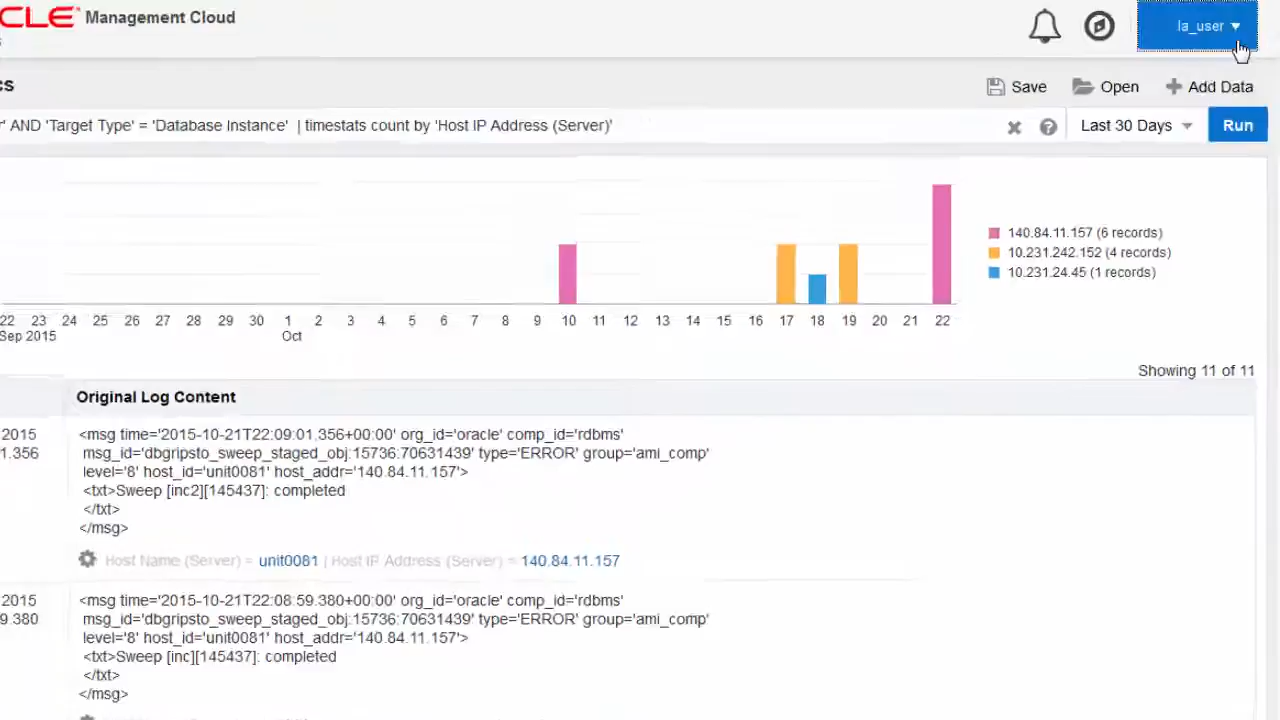 CLE Management Cloud
la_user
cs
Save Open Add Data
r' AND 'Target Type' = 'Database Instance' | timestats count by 'Host IP Address (Server)'
Last 30 Days Run
140.84.11.157 (6 records)
10.231.242.152 (4 records)
10.231.24.45 (1 records)
22 23 24 25 26 27 28 29 30 1 2 3 4 5 6 7 8 9 10 11 12 13 14 15 16 17 18 19 20 21 22
Sep 2015 Oct
Showing 11 of 11
Original Log Content
2015 <msg time='2015-10-21T22:09:01.356+00:00' org_id='oracle' comp_id='rdbms'
1.356 msg_id='dbgripsto_sweep_staged_obj:15736:70631439' type='ERROR' group='ami_comp'
level='8' host_id='unit0081' host_addr='140.84.11.157'>
<txt>Sweep [inc2][145437]: completed
</txt>
</msg>
Host Name (Server) = unit0081 | Host IP Address (Server) = 140.84.11.157
2015 <msg time='2015-10-21T22:08:59.380+00:00' org_id='oracle' comp_id='rdbms'
9.380 msg_id='dbgripsto_sweep_staged_obj:15736:70631439' type='ERROR' group='ami_comp'
level='8' host_id='unit0081' host_addr='140.84.11.157'>
<txt>Sweep [inc][145437]: completed
</txt>
</msg>